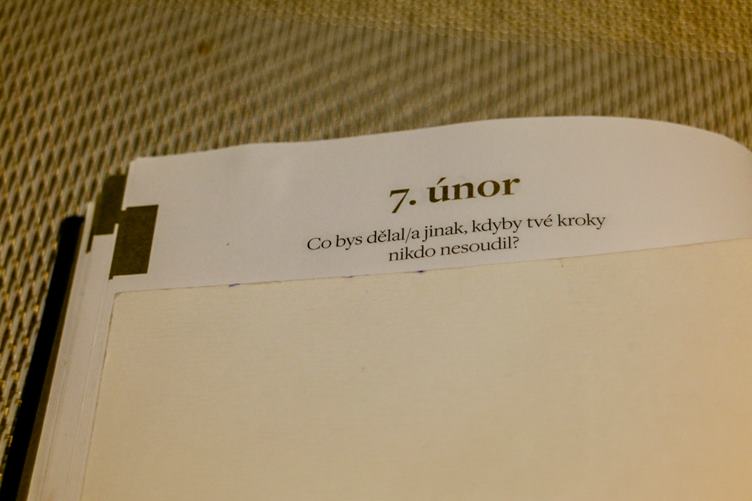 7. únor
Co bys dělal/a jinak, kdyby tvé kroky
nikdo nesoudil?